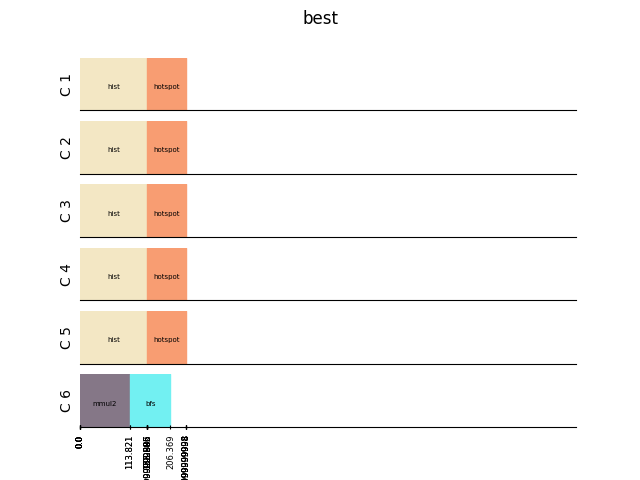 best
C 1
hist
hotspot
C 2
hist
hotspot
C 3
hist
hotspot
C 4
hist
hotspot
C 5
hist
hotspot
C 6
mmul2
bfs
0.0
113.821
206.369